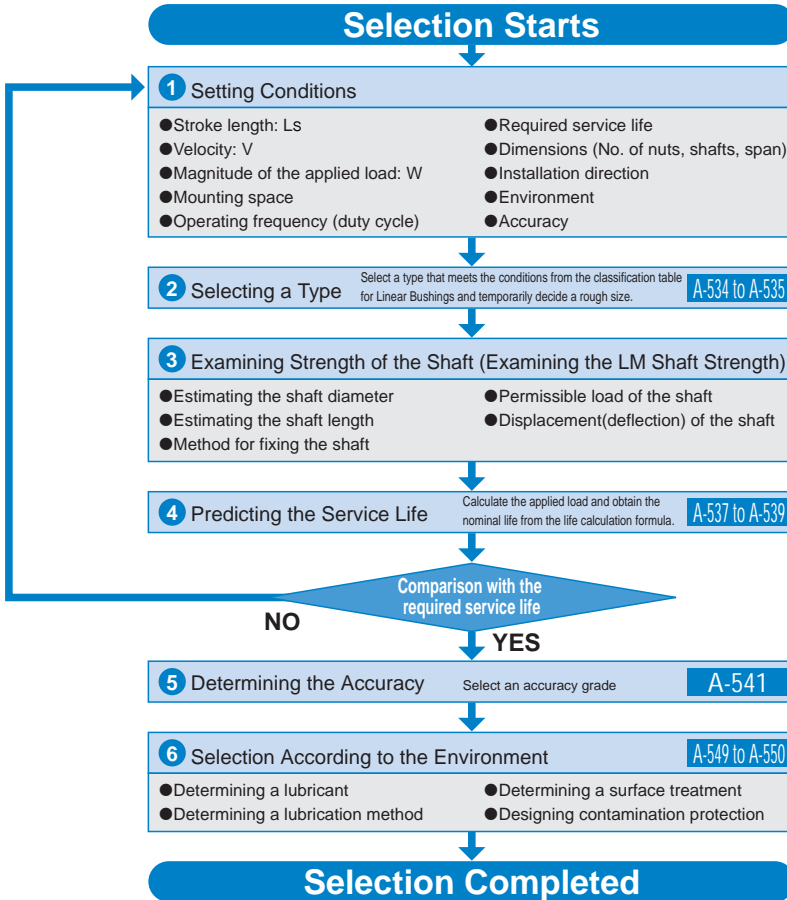 Selection Starts
1 Setting Conditions
●Stroke length: Ls
●Velocity: V
●Magnitude of the applied load: W
●Mounting space
●Operating frequency (duty cycle)
●Required service life
●Dimensions (No. of nuts, shafts, span)
●Installation direction
●Environment
●Accuracy
2 Selecting a Type
Select a type that meets the conditions from the classification table
for Linear Bushings and temporarily decide a rough size.
A-534 to A-535
3 Examining Strength of the Shaft (Examining the LM Shaft Strength)
●Estimating the shaft diameter
●Estimating the shaft length
●Method for fixing the shaft
●Permissible load of the shaft
●Displacement(deflection) of the shaft
4 Predicting the Service Life
Calculate the applied load and obtain the
nominal life from the life calculation formula.
A-537 to A-539
Comparison with the
required service life
NO
YES
5 Determining the Accuracy
Select an accuracy grade
A-541
6 Selection According to the Environment
A-549 to A-550
●Determining a lubricant
●Determining a lubrication method
●Determining a surface treatment
●Designing contamination protection
Selection Completed